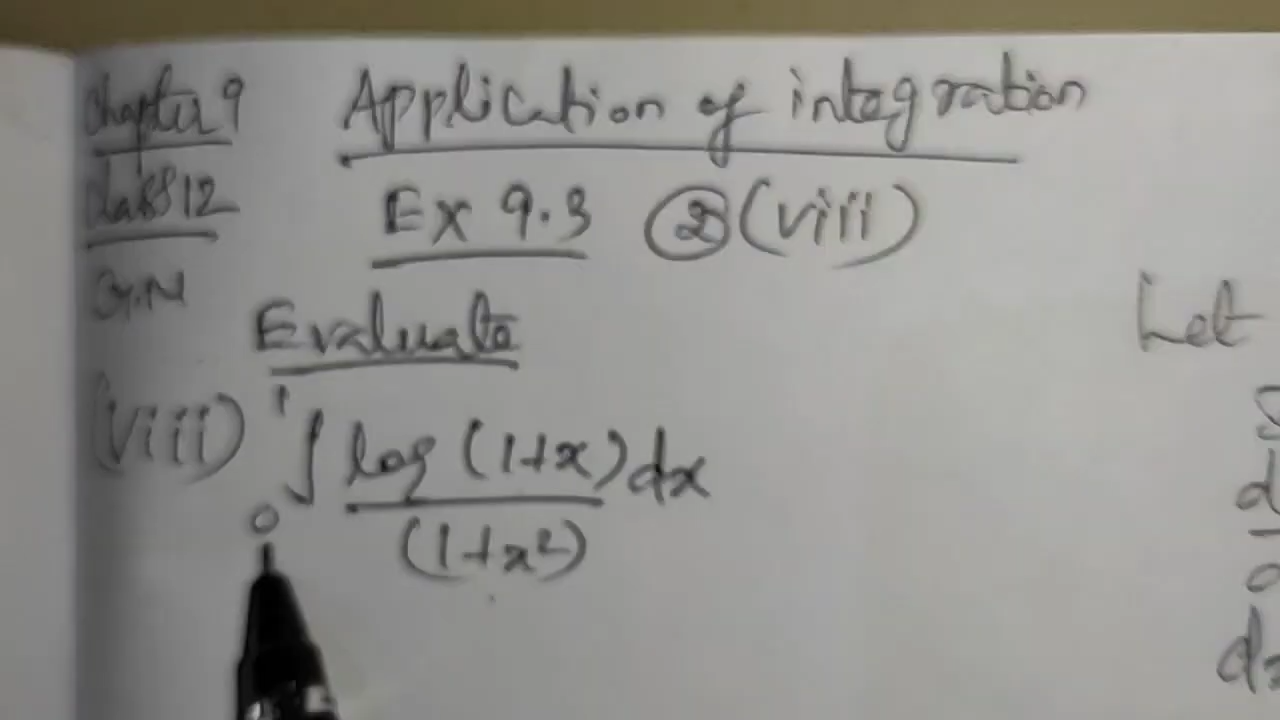 Chapter 9
Application of integration
Class 12
Ex 9.3 ② (viii)
G.N
Evaluate
Let
(viii) ∫₀¹ log (1+x) dx
(1+x²)
d